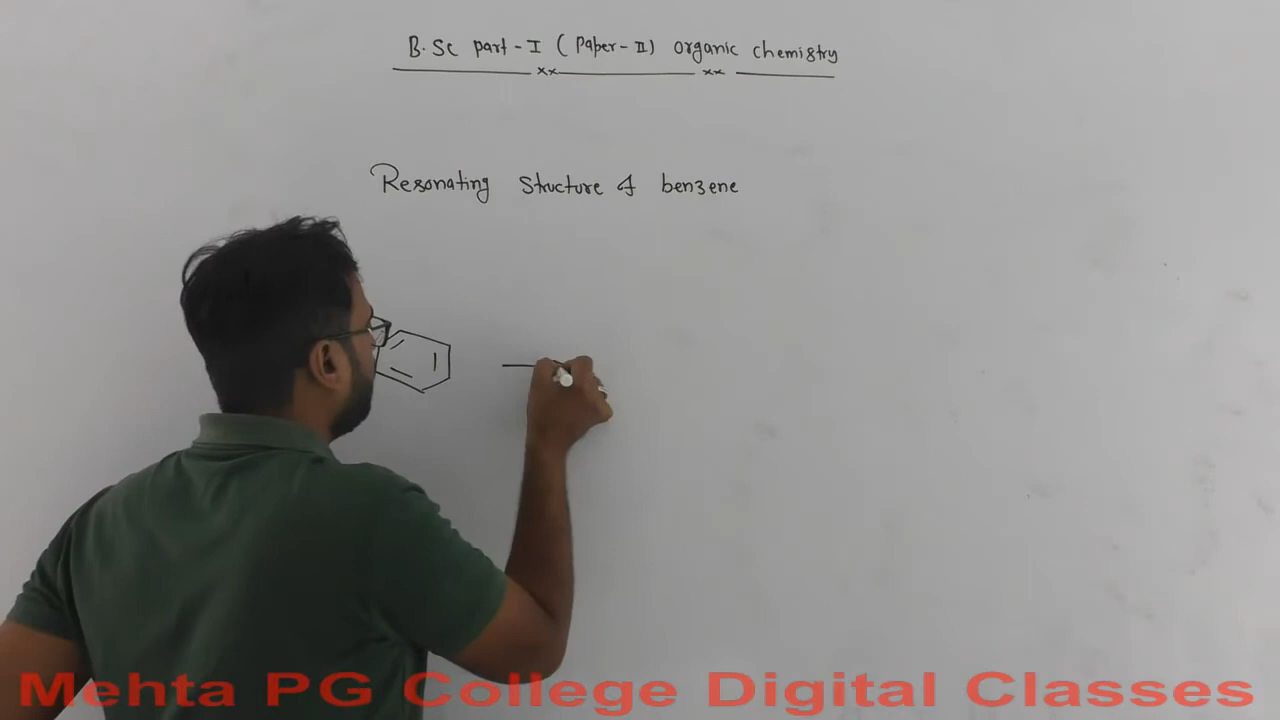 B.Sc part-I (Paper-II) organic chemistry
Resonating Structure of benzene
Mehta PG College Digital Classes